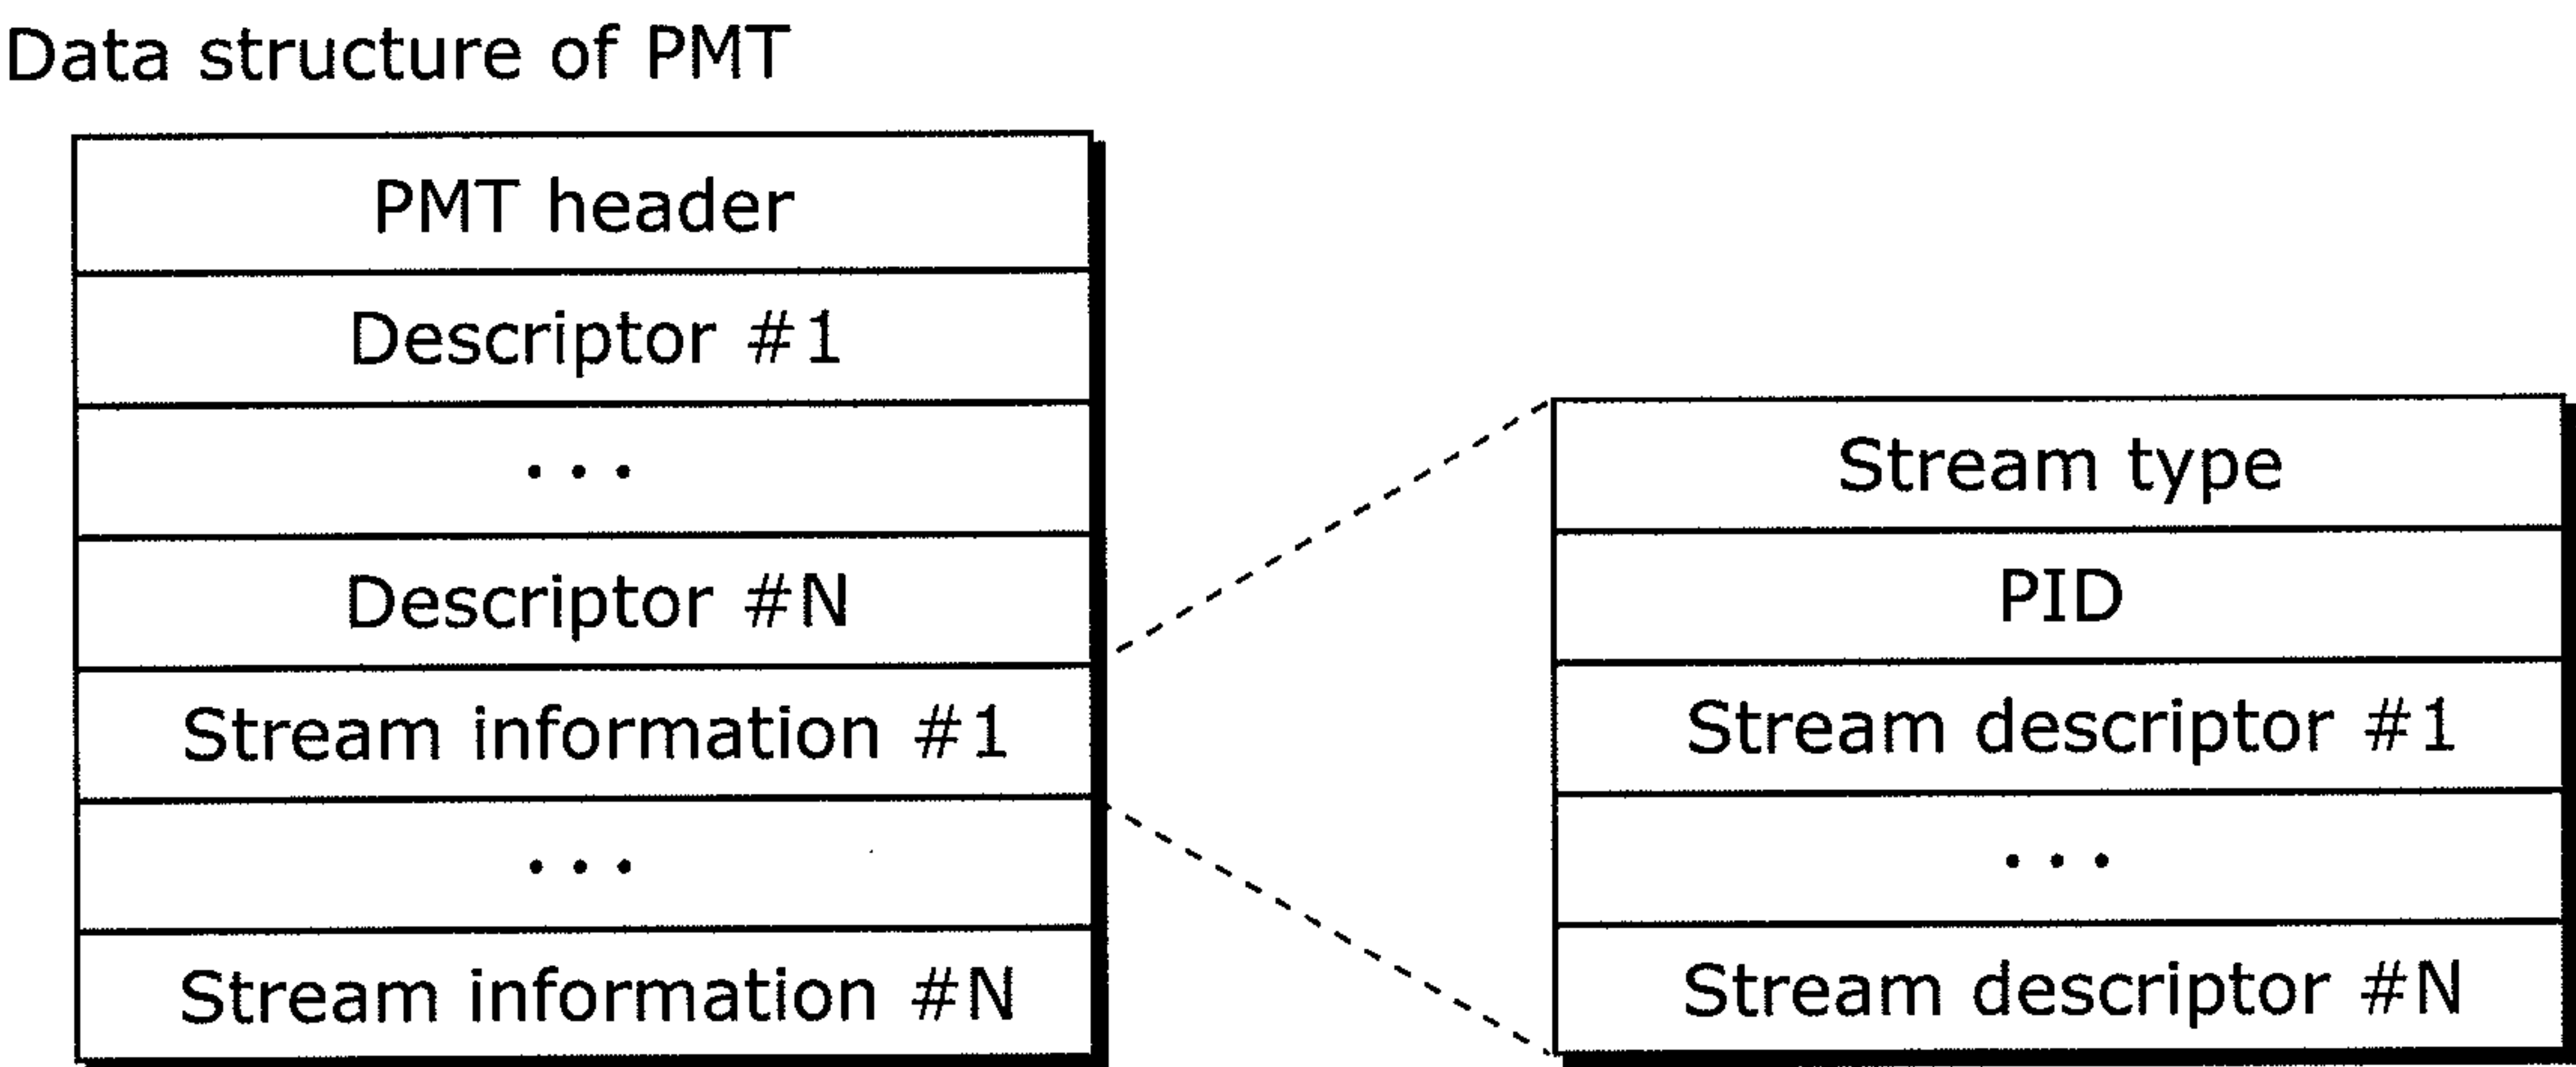 Data structure of PMT
PMT header
Descriptor #1
...
Descriptor #N
Stream information #1
...
Stream information #N
Stream type
PID
Stream descriptor #1
...
Stream descriptor #N